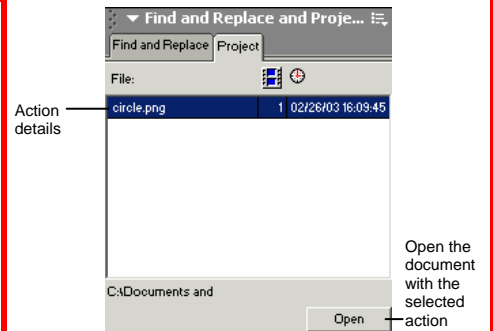 Find and Replace and Proje...
Find and Replace Project
File:
circle.png 1 02/26/03 16:09:45
Action
details
C:\Documents and
Open
Open the
document
with the
selected
action